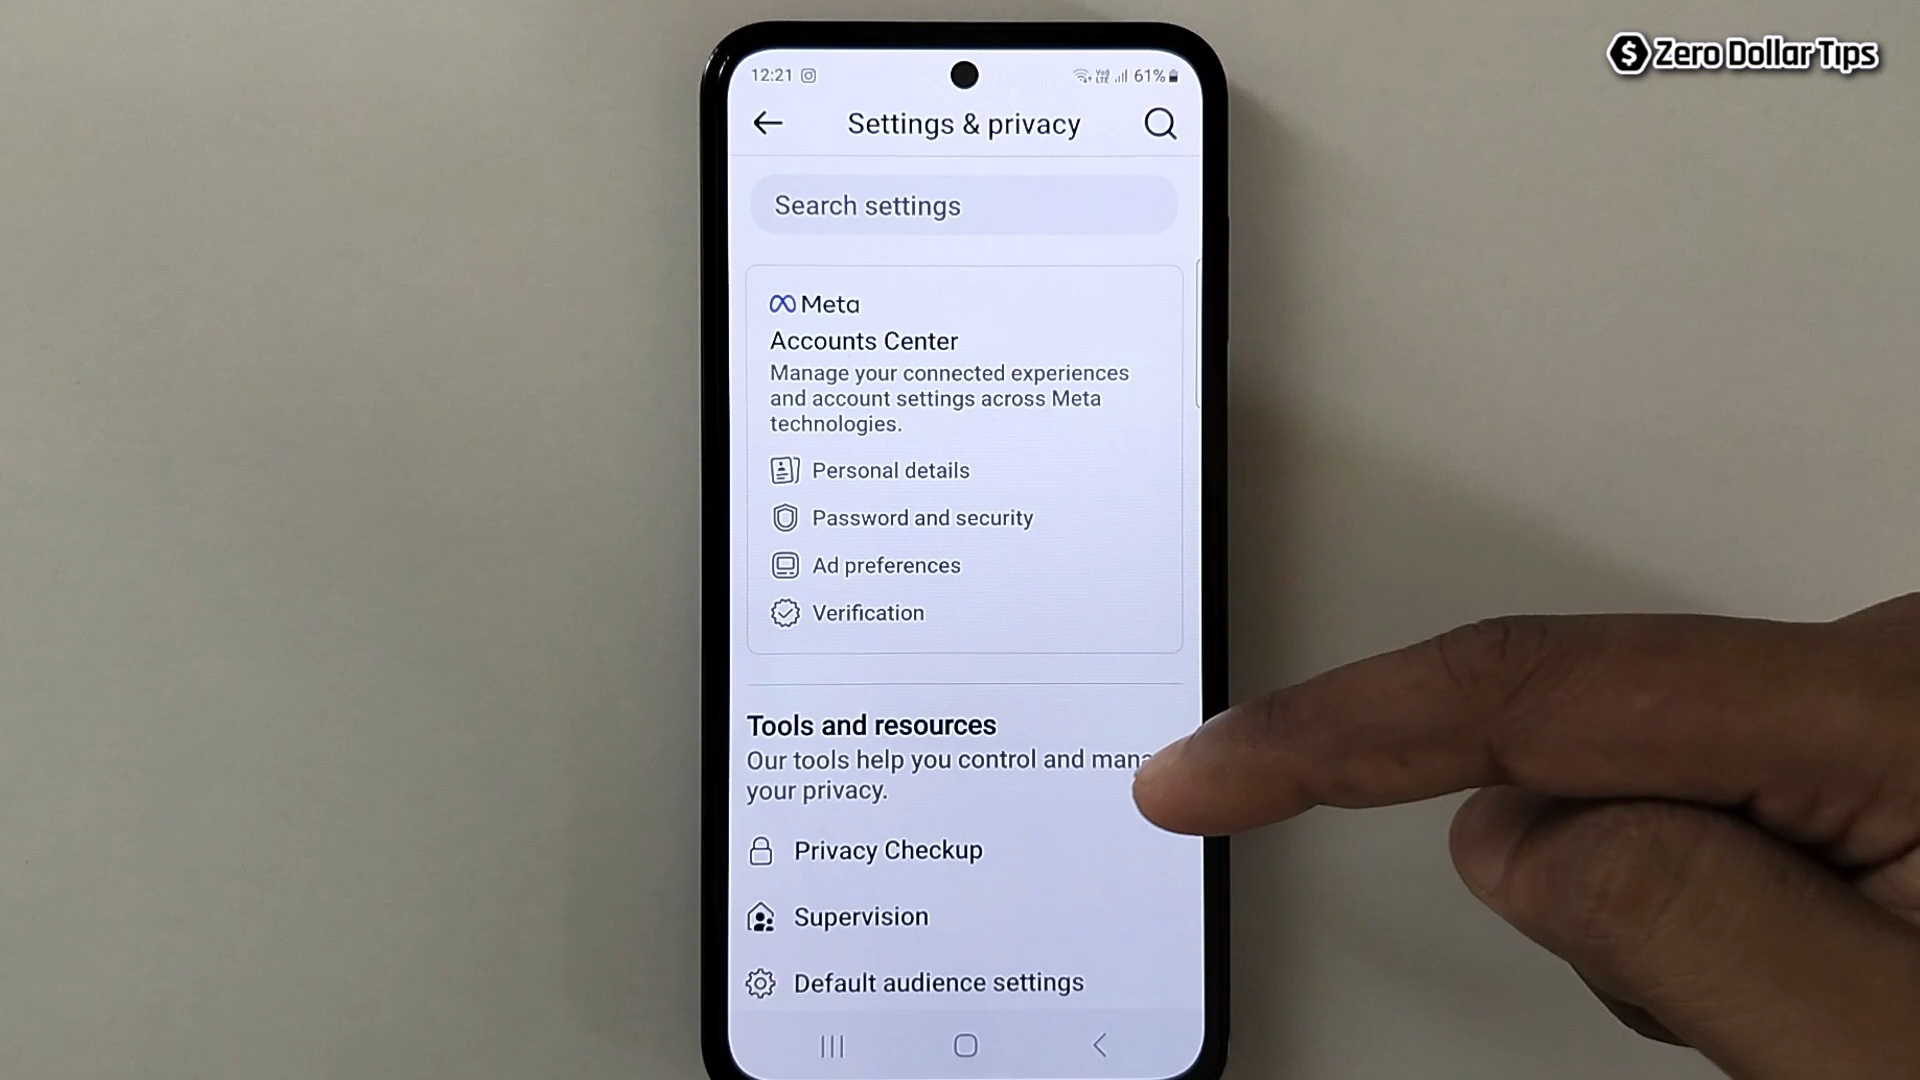 Zero Dollar Tips
12:21 61%
Settings & privacy
Search settings
Meta
Accounts Center
Manage your connected experiences
and account settings across Meta
technologies.
Personal details
Password and security
Ad preferences
Verification
Tools and resources
Our tools help you control and
your privacy.
Privacy Checkup
Supervision
Default audience settings